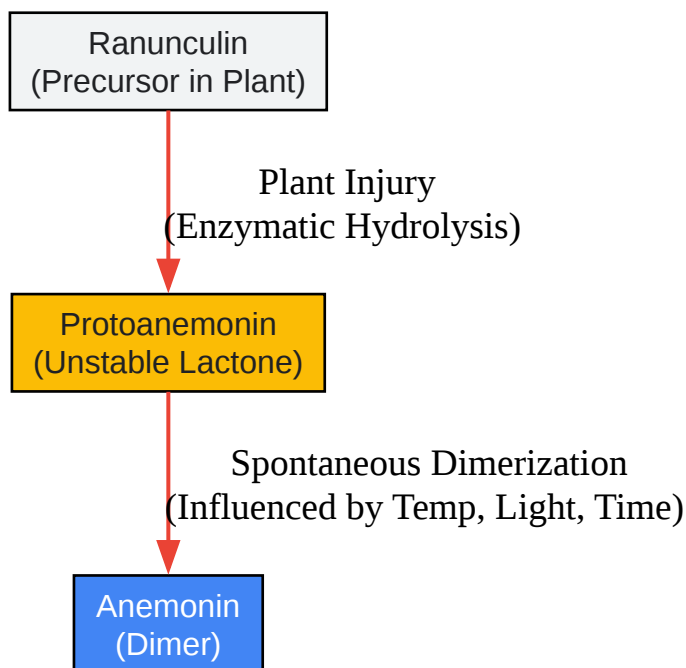 Ranunculin
(Precursor in Plant)
Plant Injury
(Enzymatic Hydrolysis)
Protoanemonin
(Unstable Lactone)
Spontaneous Dimerization
(Influenced by Temp, Light, Time)
Anemonin
(Dimer)